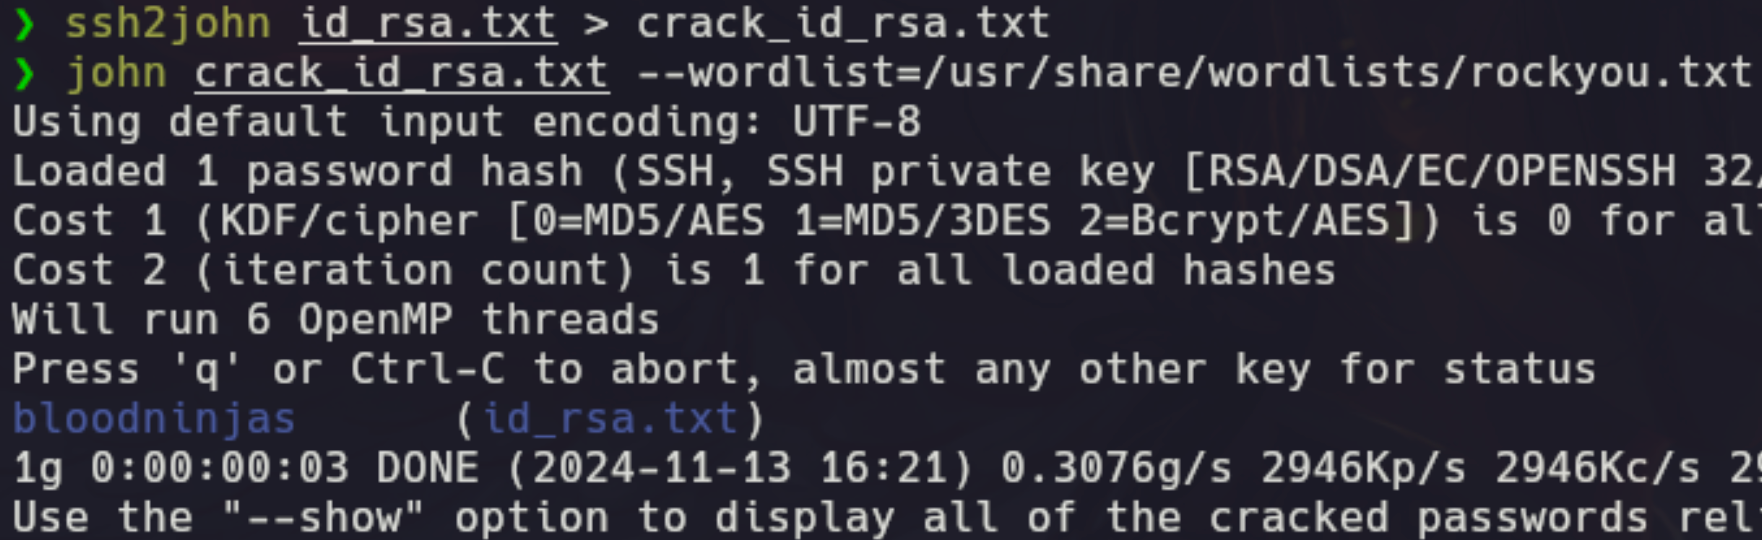 ❯ ssh2john id_rsa.txt > crack_id_rsa.txt
❯ john crack_id_rsa.txt --wordlist=/usr/share/wordlists/rockyou.txt
Using default input encoding: UTF-8
Loaded 1 password hash (SSH, SSH private key [RSA/DSA/EC/OPENSSH 32/
Cost 1 (KDF/cipher [0=MD5/AES 1=MD5/3DES 2=Bcrypt/AES]) is 0 for al
Cost 2 (iteration count) is 1 for all loaded hashes
Will run 6 OpenMP threads
Press 'q' or Ctrl-C to abort, almost any other key for status
bloodninjas (id_rsa.txt)
1g 0:00:00:03 DONE (2024-11-13 16:21) 0.3076g/s 2946Kp/s 2946Kc/s 29
Use the "--show" option to display all of the cracked passwords rel